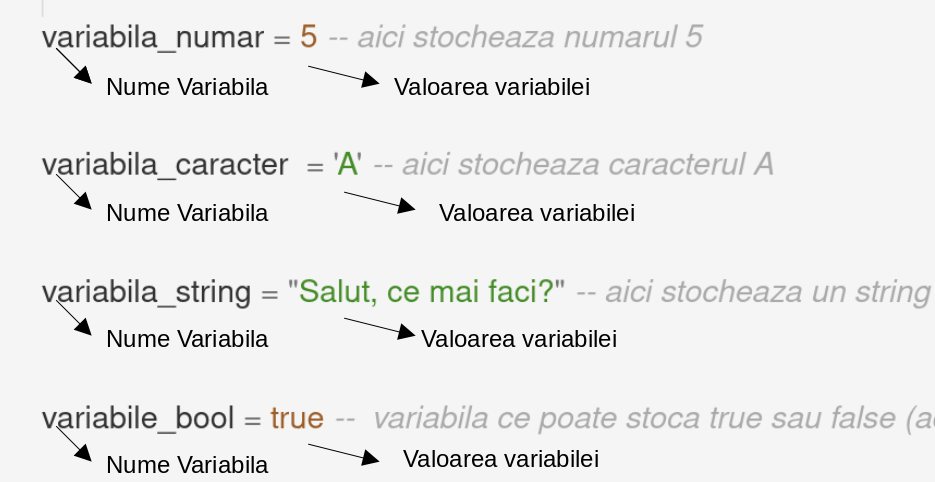 variabila_numar = 5 -- aici stocheaza numarul 5
Nume Variabila Valoarea variabilei
variabila_caracter = 'A' -- aici stocheaza caracterul A
Nume Variabila Valoarea variabilei
variabila_string = "Salut, ce mai faci?" -- aici stocheaza un string
Nume Variabila Valoarea variabilei
variabile_bool = true -- variabila ce poate stoca true sau false (a
Nume Variabila Valoarea variabilei